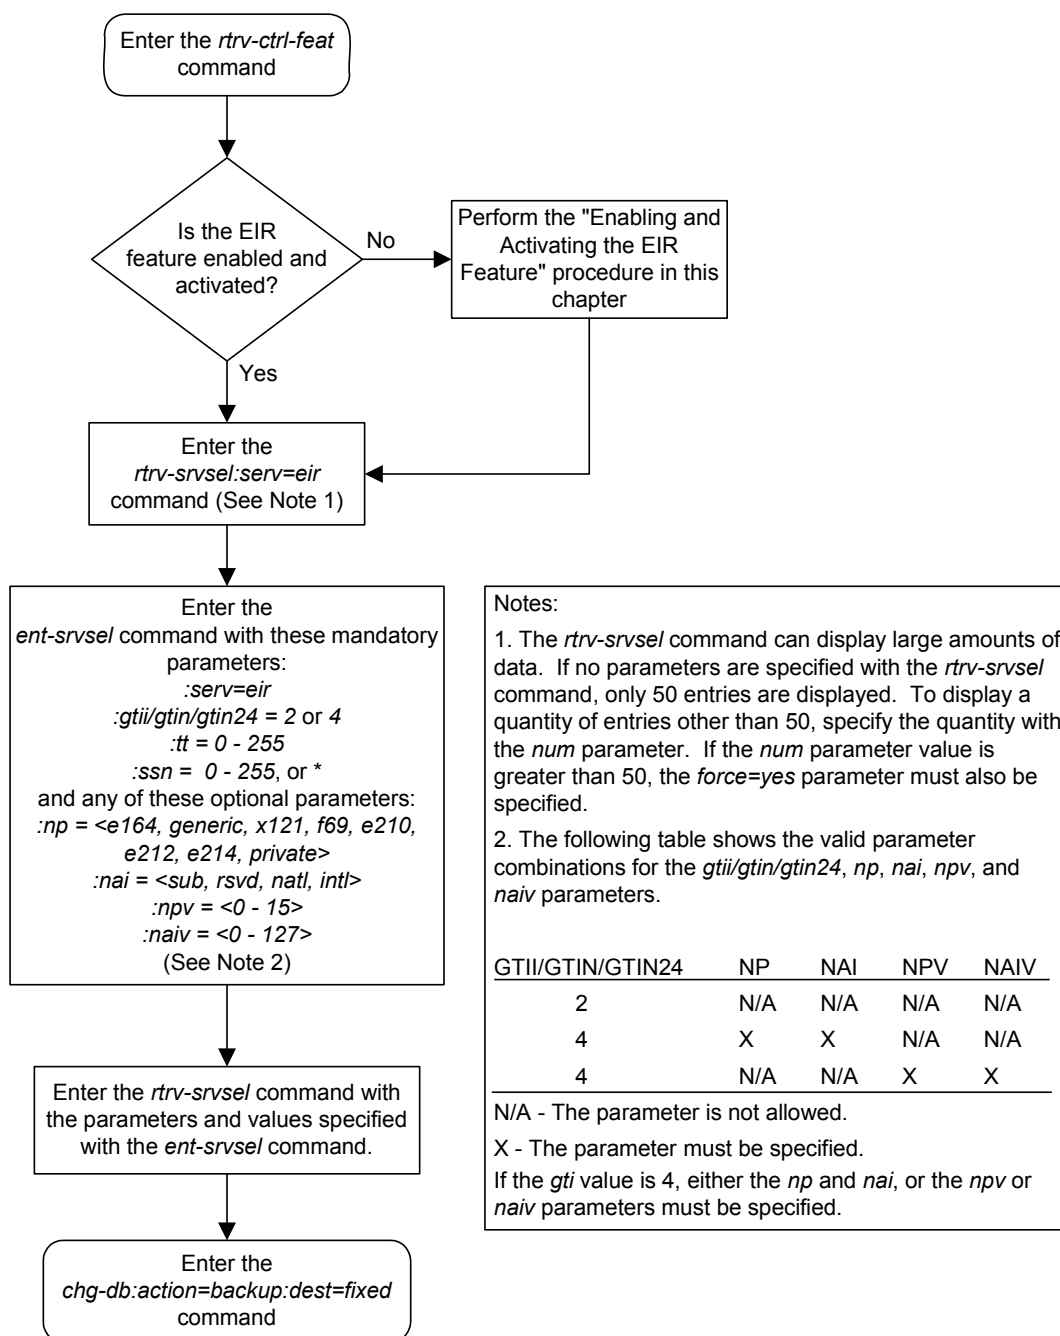 Enter the rtrv-ctrl-feat
command
Is the EIR
feature enabled and
activated?
No
Perform the "Enabling and
Activating the EIR
Feature" procedure in this
chapter
Yes
Enter the
rtrv-srvsel:serv=eir
command (See Note 1)
Enter the
ent-srvsel command with these mandatory
parameters:
:serv=eir
:gtii/gtin/gtin24 = 2 or 4
:tt = 0 - 255
:ssn = 0 - 255, or *
and any of these optional parameters:
:np = <e164, generic, x121, f69, e210,
e212, e214, private>
:nai = <sub, rsvd, natl, intl>
:npv = <0 - 15>
:naiv = <0 - 127>
(See Note 2)
Enter the rtrv-srvsel command with
the parameters and values specified
with the ent-srvsel command.
Enter the
chg-db:action=backup:dest=fixed
command
Notes:
1. The rtrv-srvsel command can display large amounts of
data. If no parameters are specified with the rtrv-srvsel
command, only 50 entries are displayed. To display a
quantity of entries other than 50, specify the quantity with
the num parameter. If the num parameter value is
greater than 50, the force=yes parameter must also be
specified.
2. The following table shows the valid parameter
combinations for the gtii/gtin/gtin24, np, nai, npv, and
naiv parameters.
GTII/GTIN/GTIN24 NP NAI NPV NAIV
2 N/A N/A N/A N/A
4 X X N/A N/A
4 N/A N/A X X
N/A - The parameter is not allowed.
X - The parameter must be specified.
If the gti value is 4, either the np and nai, or the npv or
naiv parameters must be specified.